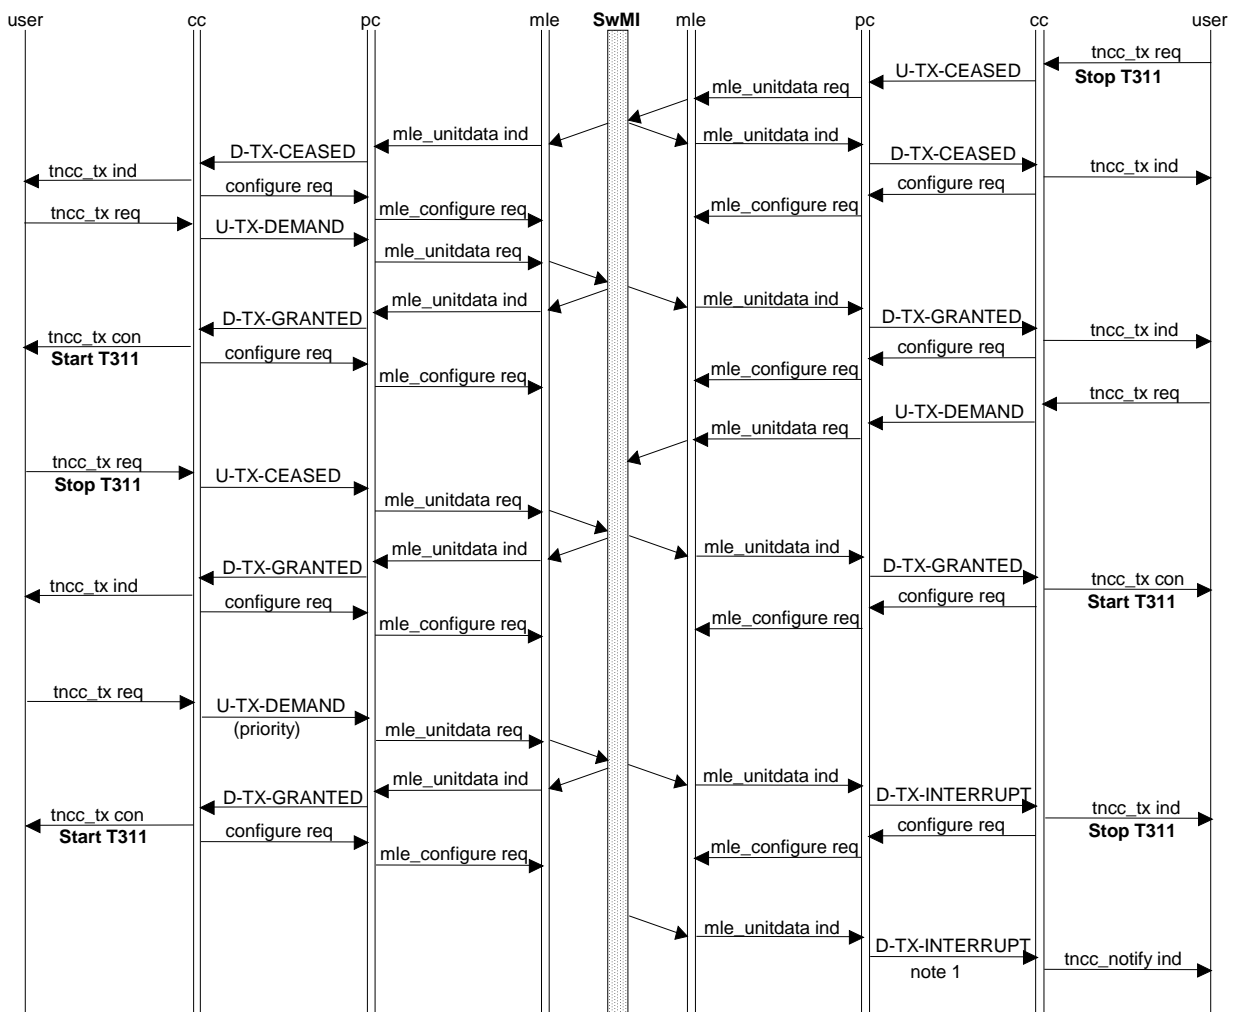 user cc pc mle SwMI mle pc cc user
tncc_tx req
U-TX-CEASED Stop T311
mle_unitdata req
mle_unitdata ind mle_unitdata ind
D-TX-CEASED D-TX-CEASED
tncc_tx ind tncc_tx ind
configure req configure req
tncc_tx req mle_configure req mle_configure req
U-TX-DEMAND
mle_unitdata req
mle_unitdata ind mle_unitdata ind
D-TX-GRANTED D-TX-GRANTED
tncc_tx con tncc_tx ind
Start T311 configure req configure req
mle_configure req mle_configure req
tncc_tx req
U-TX-DEMAND
mle_unitdata req
tncc_tx req
Stop T311 U-TX-CEASED
mle_unitdata req
mle_unitdata ind mle_unitdata ind
D-TX-GRANTED D-TX-GRANTED
tncc_tx ind tncc_tx con
configure req configure req Start T311
mle_configure req mle_configure req
tncc_tx req
U-TX-DEMAND
(priority) mle_unitdata req
mle_unitdata ind mle_unitdata ind
D-TX-GRANTED D-TX-INTERRUPT
tncc_tx con tncc_tx ind
Start T311 configure req configure req Stop T311
mle_configure req mle_configure req
mle_unitdata ind
D-TX-INTERRUPT
note 1 tncc_notify ind